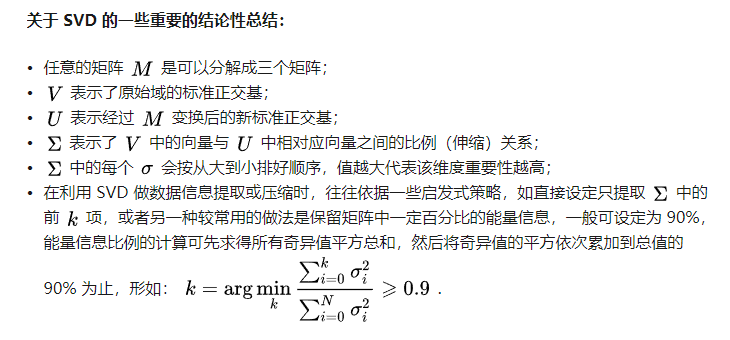 关于 SVD 的一些重要的结论性总结：
• 任意的矩阵 M 是可以分解成三个矩阵；
• V 表示了原始域的标准正交基；
• U 表示经过 M 变换后的新标准正交基；
• Σ 表示了 V 中的向量与 U 中相对应向量之间的比例（伸缩）关系；
• Σ 中的每个 σ 会按从大到小排好顺序，值越大代表该维度重要性越高；
• 在利用 SVD 做数据信息提取或压缩时，往往依据一些启发式策略，如直接设定只提取 Σ 中的
前 k 项，或者另一种较常用的做法是保留矩阵中一定百分比的能量信息，一般可设定为 90%，
能量信息比例的计算可先求得所有奇异值平方总和，然后将奇异值的平方依次累加到总值的
90% 为止，形如： k = arg min_k \frac{\sum_{i=0}^{k} σ_i^2}{\sum_{i=0}^{N} σ_i^2} ⩾ 0.9 .